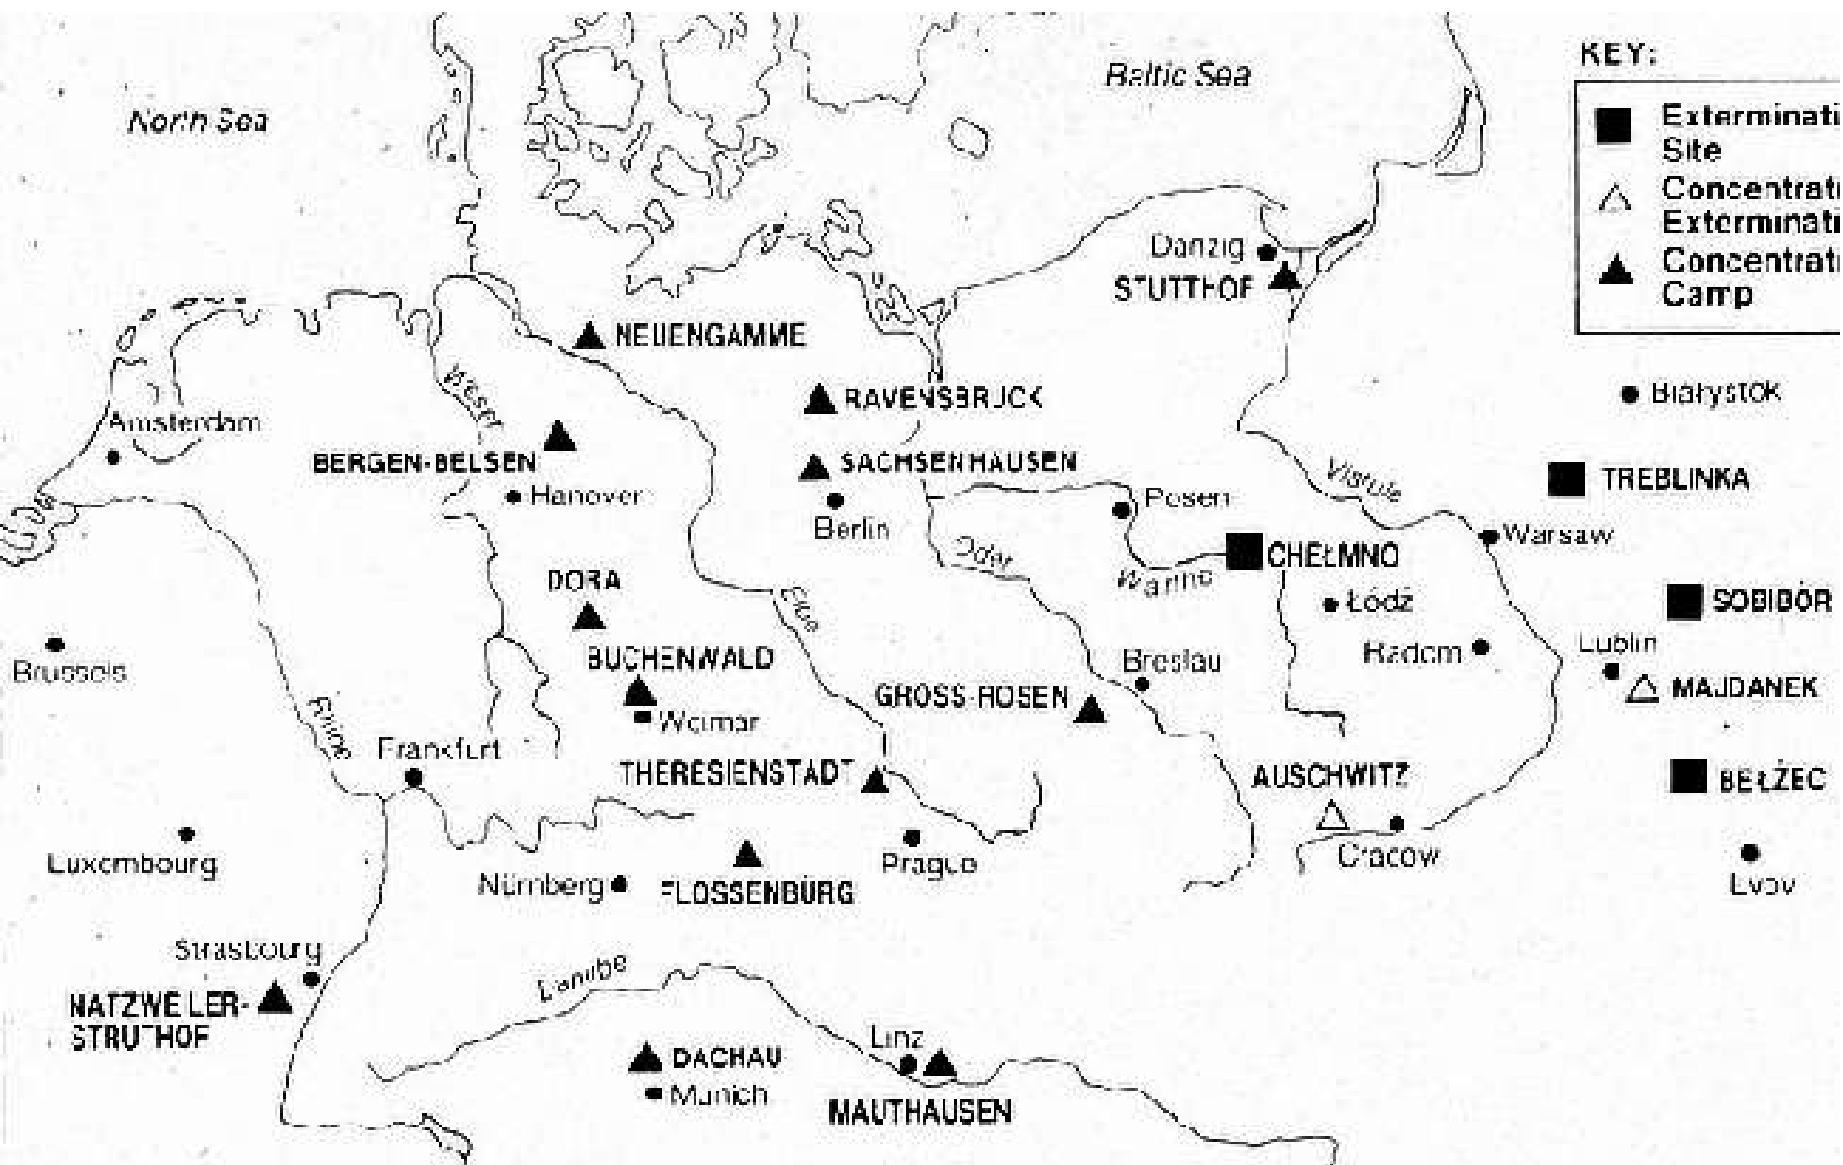 North Sea
Baltic Sea
KEY:
Exterminati
Site
Concentrati
Exterminati
Concentrati
Camp
Danzig
STUTTHOF
NEUENGAMME
Białystok
RAVENSBRUCK
Amsterdam
Weser
BERGEN-BELSEN
SACHSENHAUSEN
Hanover
Berlin
Posen
Vistula
TREBLINKA
Warsaw
Oder
CHEŁMNO
Warthe
DORA
Elbe
Łódź
SOBIBÓR
Brussels
BUCHENWALD
Breslau
Radom
Lublin
GROSS-ROSEN
MAJDANEK
Weimar
Rhine
Frankfurt
THERESIENSTADT
AUSCHWITZ
BEŁŻEC
Luxembourg
Prague
Cracow
Nürnberg
FLOSSENBÜRG
Lvov
Strasbourg
Danube
NATZWEILER-
STRUTHOF
Linz
DACHAU
Munich
MAUTHAUSEN